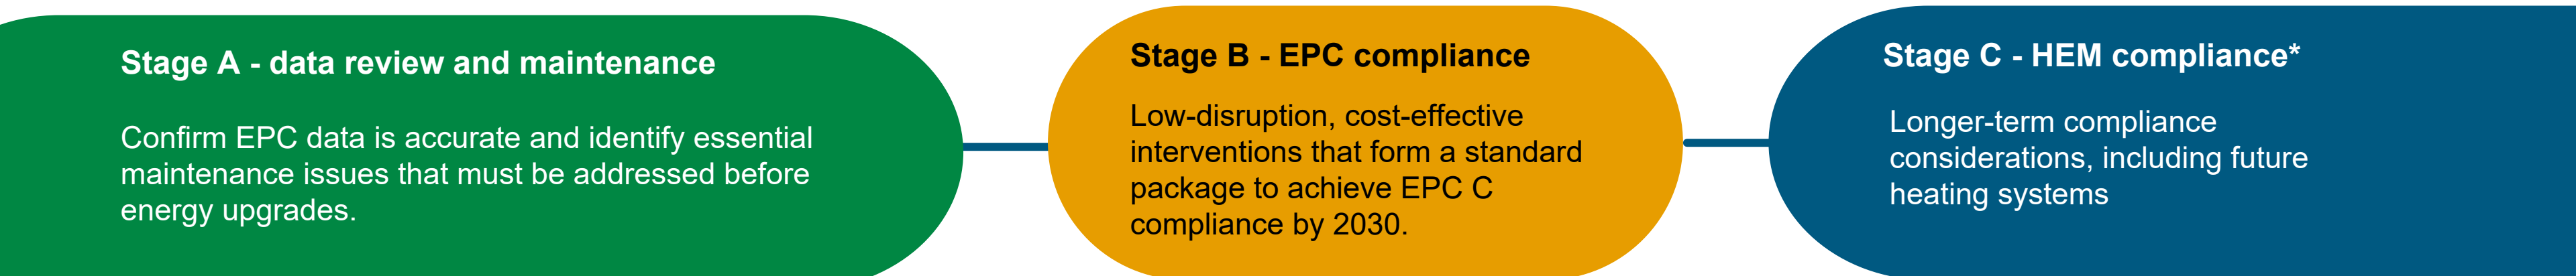 Stage A - data review and maintenance
Confirm EPC data is accurate and identify essential
maintenance issues that must be addressed before
energy upgrades.
Stage B - EPC compliance
Low-disruption, cost-effective
interventions that form a standard
package to achieve EPC C
compliance by 2030.
Stage C - HEM compliance*
Longer-term compliance
considerations, including future
heating systems